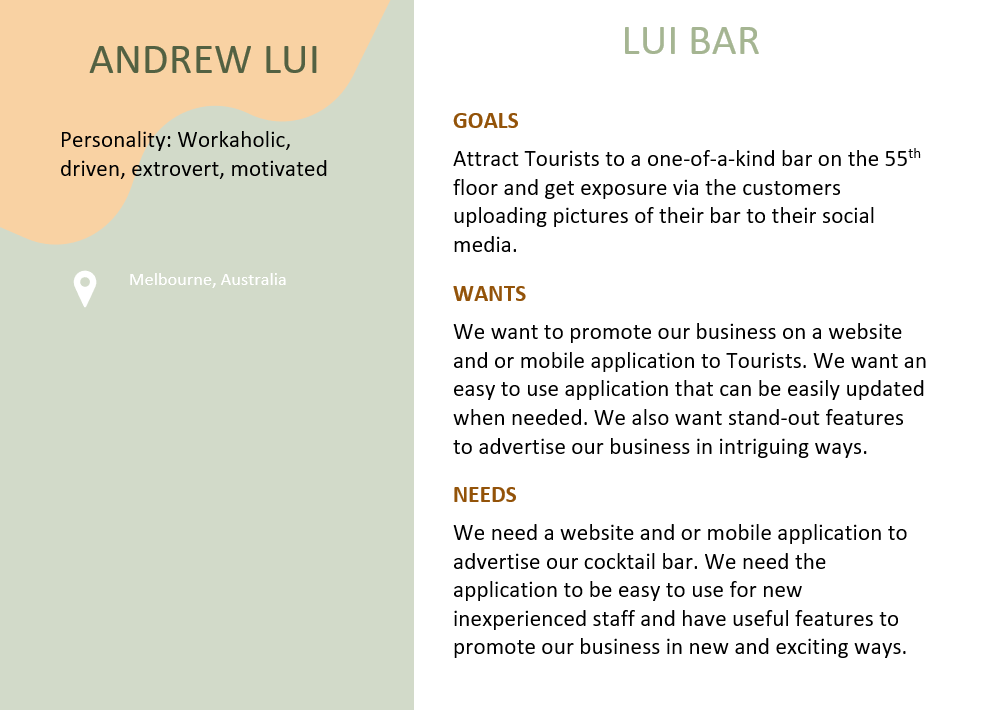 ANDREW LUI
Personality: Workaholic,
driven, extrovert, motivated
Melbourne, Australia
LUI BAR
GOALS
Attract Tourists to a one-of-a-kind bar on the 55th
floor and get exposure via the customers
uploading pictures of their bar to their social
media.
WANTS
We want to promote our business on a website
and or mobile application to Tourists. We want an
easy to use application that can be easily updated
when needed. We also want stand-out features
to advertise our business in intriguing ways.
NEEDS
We need a website and or mobile application to
advertise our cocktail bar. We need the
application to be easy to use for new
inexperienced staff and have useful features to
promote our business in new and exciting ways.